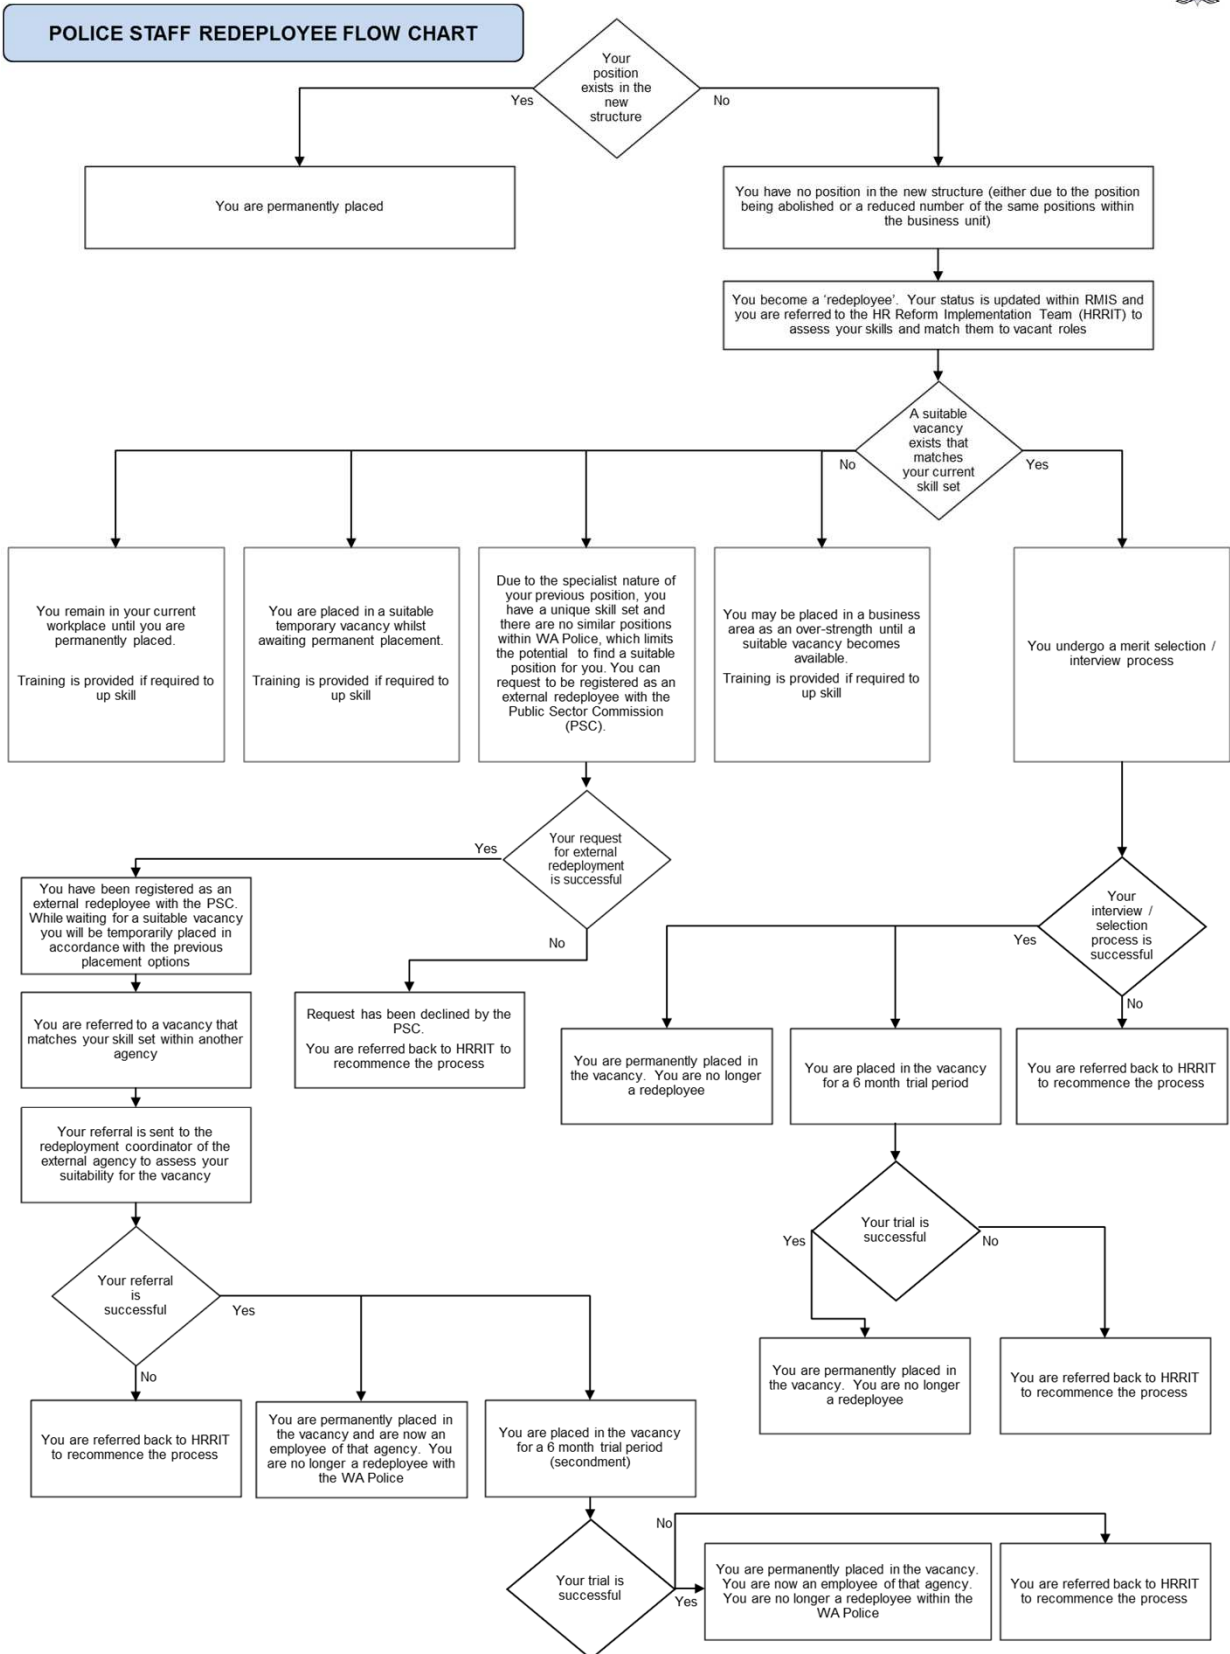 POLICE STAFF REDEPLOYEE FLOW CHART
Your
position
exists in the
new
structure
Yes
No
You are permanently placed
You have no position in the new structure (either due to the position
being abolished or a reduced number of the same positions within
the business unit)
You become a ‘redeployee’.  Your status is updated within RMIS and
you are referred to the HR Reform Implementation Team (HRRIT) to
assess your skills and match them to vacant roles
A suitable
vacancy
exists that
matches
your current
skill set
No
Yes
You remain in your current
workplace until you are
permanently placed.
Training is provided if required to
up skill
You are placed in a suitable
temporary vacancy whilst
awaiting permanent placement.
Training is provided if required to
up skill
Due to the specialist nature of
your previous position, you
have a unique skill set and
there are no similar positions
within WA Police, which limits
the potential  to find a suitable
position for you. You can
request to be registered as an
external redeployee with the
Public Sector Commission
(PSC).
You may be placed in a business
area as an over-strength until a
suitable vacancy becomes
available.
Training is provided if required to
up skill
You undergo a merit selection /
interview process
Your request
for external
redeployment
is successful
Yes
No
You have been registered as an
external redeployee with the PSC.
While waiting for a suitable vacancy
you will be temporarily placed in
accordance with the previous
placement options
Request has been declined by the
PSC.
You are referred back to HRRIT to
recommence the process
You are referred to a vacancy that
matches your skill set within another
agency
Your referral is sent to the
redeployment coordinator of the
external agency to assess your
suitability for the vacancy
Your
interview /
selection
process is
successful
Yes
No
You are permanently placed in
the vacancy.  You are no longer
a redeployee
You are placed in the vacancy
for a 6 month trial period
You are referred back to HRRIT
to recommence the process
Your trial is
successful
Yes
No
You are permanently placed in
the vacancy.  You are no longer
a redeployee
You are referred back to HRRIT
to recommence the process
Your referral
is
successful
Yes
No
You are referred back to HRRIT
to recommence the process
You are permanently placed in
the vacancy and are now an
employee of that agency.  You
are no longer a redeployee with
the WA Police
You are placed in the vacancy
for a 6 month trial period
(secondment)
Your trial is
successful
No
Yes
You are permanently placed in the vacancy.
You are now an employee of that agency.
You are no longer a redeployee within the
WA Police
You are referred back to HRRIT
to recommence the process